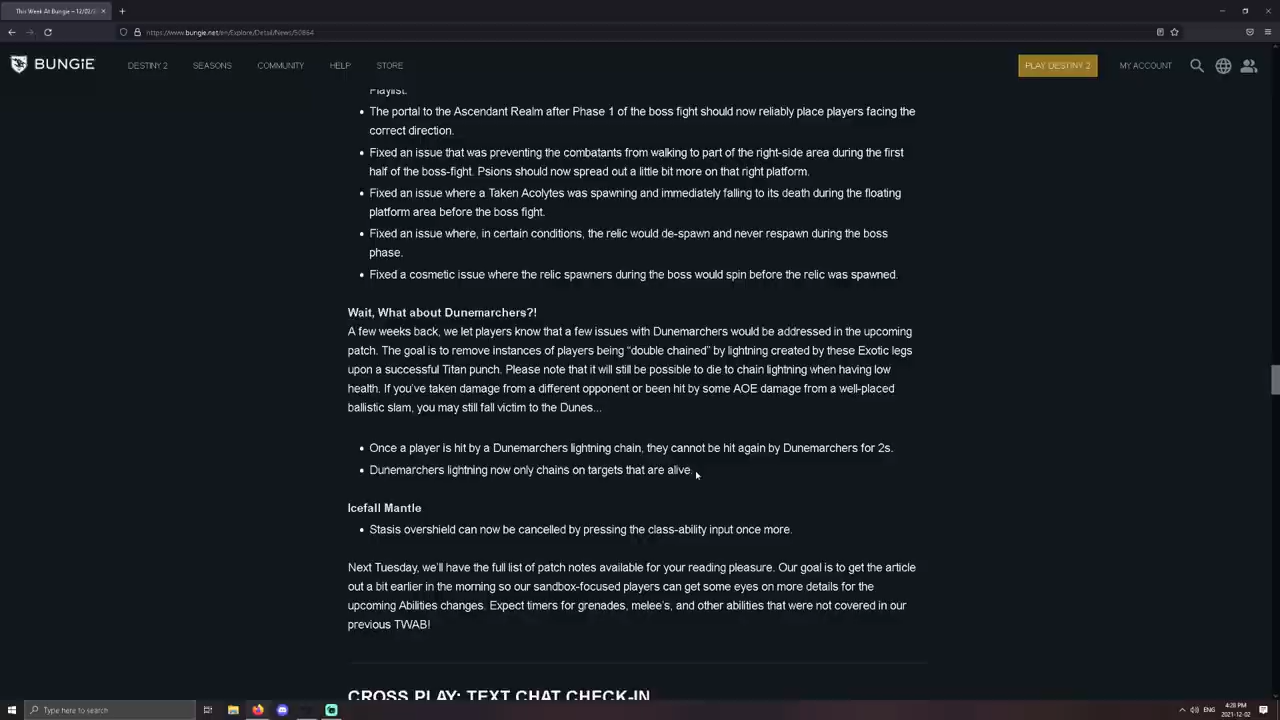 This Week At Bungie – 12/02/2
https://www.bungie.net/en/Explore/Detail/News/50864
BUNGIE
DESTINY 2
SEASONS
COMMUNITY
HELP
STORE
PLAY DESTINY 2
MY ACCOUNT
Playlist.
• The portal to the Ascendant Realm after Phase 1 of the boss fight should now reliably place players facing the
correct direction.
• Fixed an issue that was preventing the combatants from walking to part of the right-side area during the first
half of the boss-fight. Psions should now spread out a little bit more on that right platform.
• Fixed an issue where a Taken Acolytes was spawning and immediately falling to its death during the floating
platform area before the boss fight.
• Fixed an issue where, in certain conditions, the relic would de-spawn and never respawn during the boss
phase.
• Fixed a cosmetic issue where the relic spawners during the boss would spin before the relic was spawned.
Wait, What about Dunemarchers?!
A few weeks back, we let players know that a few issues with Dunemarchers would be addressed in the upcoming
patch. The goal is to remove instances of players being “double chained” by lightning created by these Exotic legs
upon a successful Titan punch. Please note that it will still be possible to die to chain lightning when having low
health. If you’ve taken damage from a different opponent or been hit by some AOE damage from a well-placed
ballistic slam, you may still fall victim to the Dunes...
• Once a player is hit by a Dunemarchers lightning chain, they cannot be hit again by Dunemarchers for 2s.
• Dunemarchers lightning now only chains on targets that are alive.
Icefall Mantle
• Stasis overshield can now be cancelled by pressing the class-ability input once more.
Next Tuesday, we’ll have the full list of patch notes available for your reading pleasure. Our goal is to get the article
out a bit earlier in the morning so our sandbox-focused players can get some eyes on more details for the
upcoming Abilities changes. Expect timers for grenades, melee’s, and other abilities that were not covered in our
previous TWAB!
CROSS PLAY: TEXT CHAT CHECK-IN
Type here to search
ENG
4:28 PM
2021-12-02